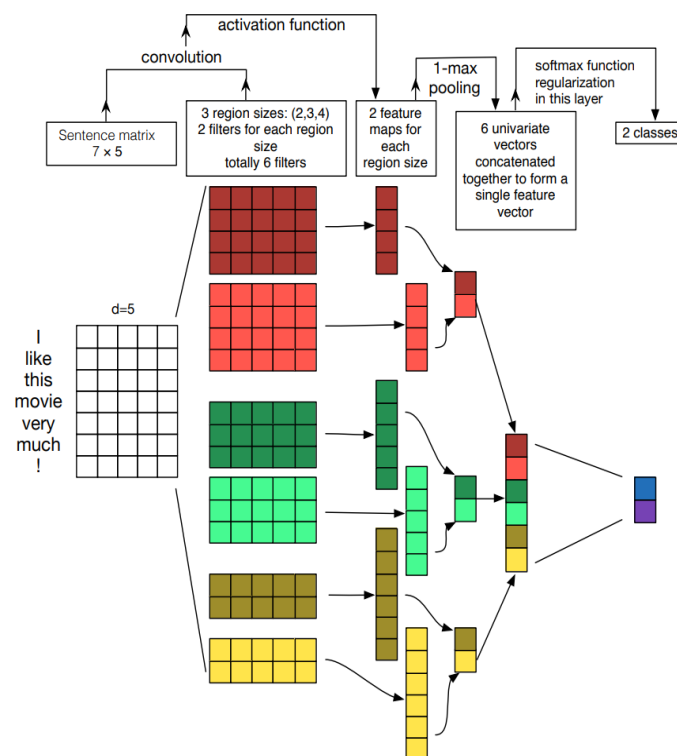 activation function
convolution
1-max
pooling
softmax function
regularization
in this layer
Sentence matrix
7 × 5
3 region sizes: (2,3,4)
2 filters for each region
size
totally 6 filters
2 feature
maps for
each
region size
6 univariate
vectors
concatenated
together to form a
single feature
vector
2 classes
d=5
I
like
this
movie
very
much
!